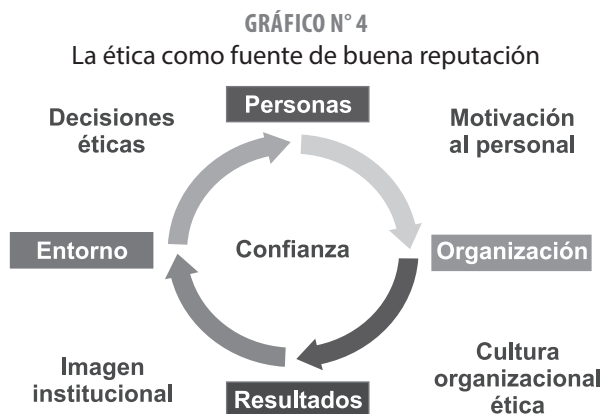 GRÁFICO N° 4
La ética como fuente de buena reputación
Decisiones
éticas
Personas
Motivación
al personal
Entorno
Confianza
Organización
Imagen
institucional
Resultados
Cultura
organizacional
ética